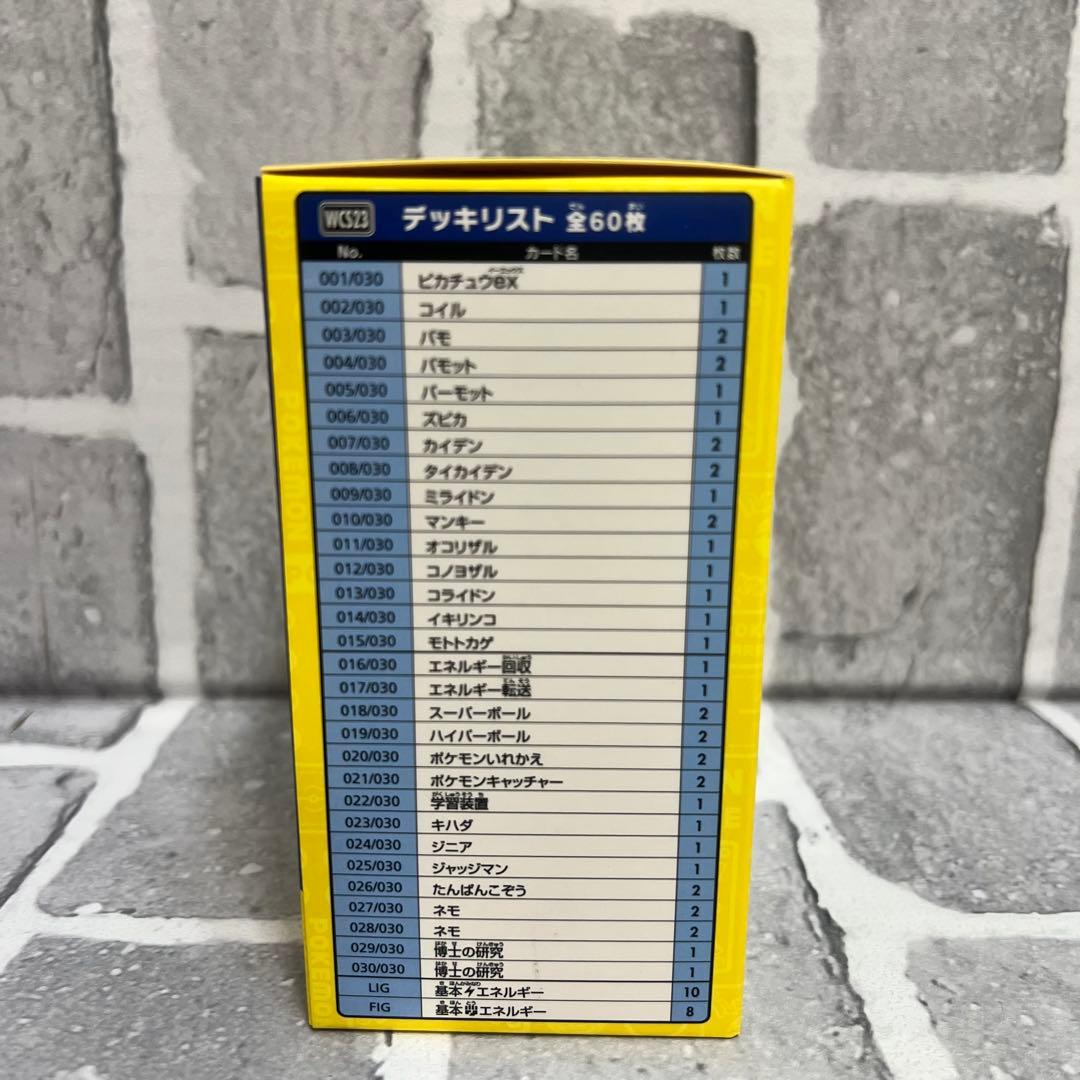 WCS23 デッキリスト 全60枚
No. カード名 枚数
001/030 ピカチュウex 1
002/030 コイル 1
003/030 パモ 2
004/030 パモット 2
005/030 パーモット 1
006/030 ズピカ 1
007/030 カイデン 2
008/030 タイカイデン 2
009/030 ミライドン 1
010/030 マンキー 2
011/030 オコリザル 1
012/030 コノヨザル 1
013/030 コライドン 1
014/030 イキリンコ 1
015/030 モトトカゲ 1
016/030 エネルギー回収 1
017/030 エネルギー転送 1
018/030 スーパーボール 2
019/030 ハイパーボール 2
020/030 ポケモンいれかえ 2
021/030 ポケモンキャッチャー 2
022/030 学習装置 1
023/030 キハダ 1
024/030 ジニア 1
025/030 ジャッジマン 1
026/030 たんぱんこぞう 2
027/030 ネモ 2
028/030 ネモ 2
029/030 博士の研究 1
030/030 博士の研究 1
LIG 基本エネルギー 10
FIG 基本エネルギー 8
POKÉMON